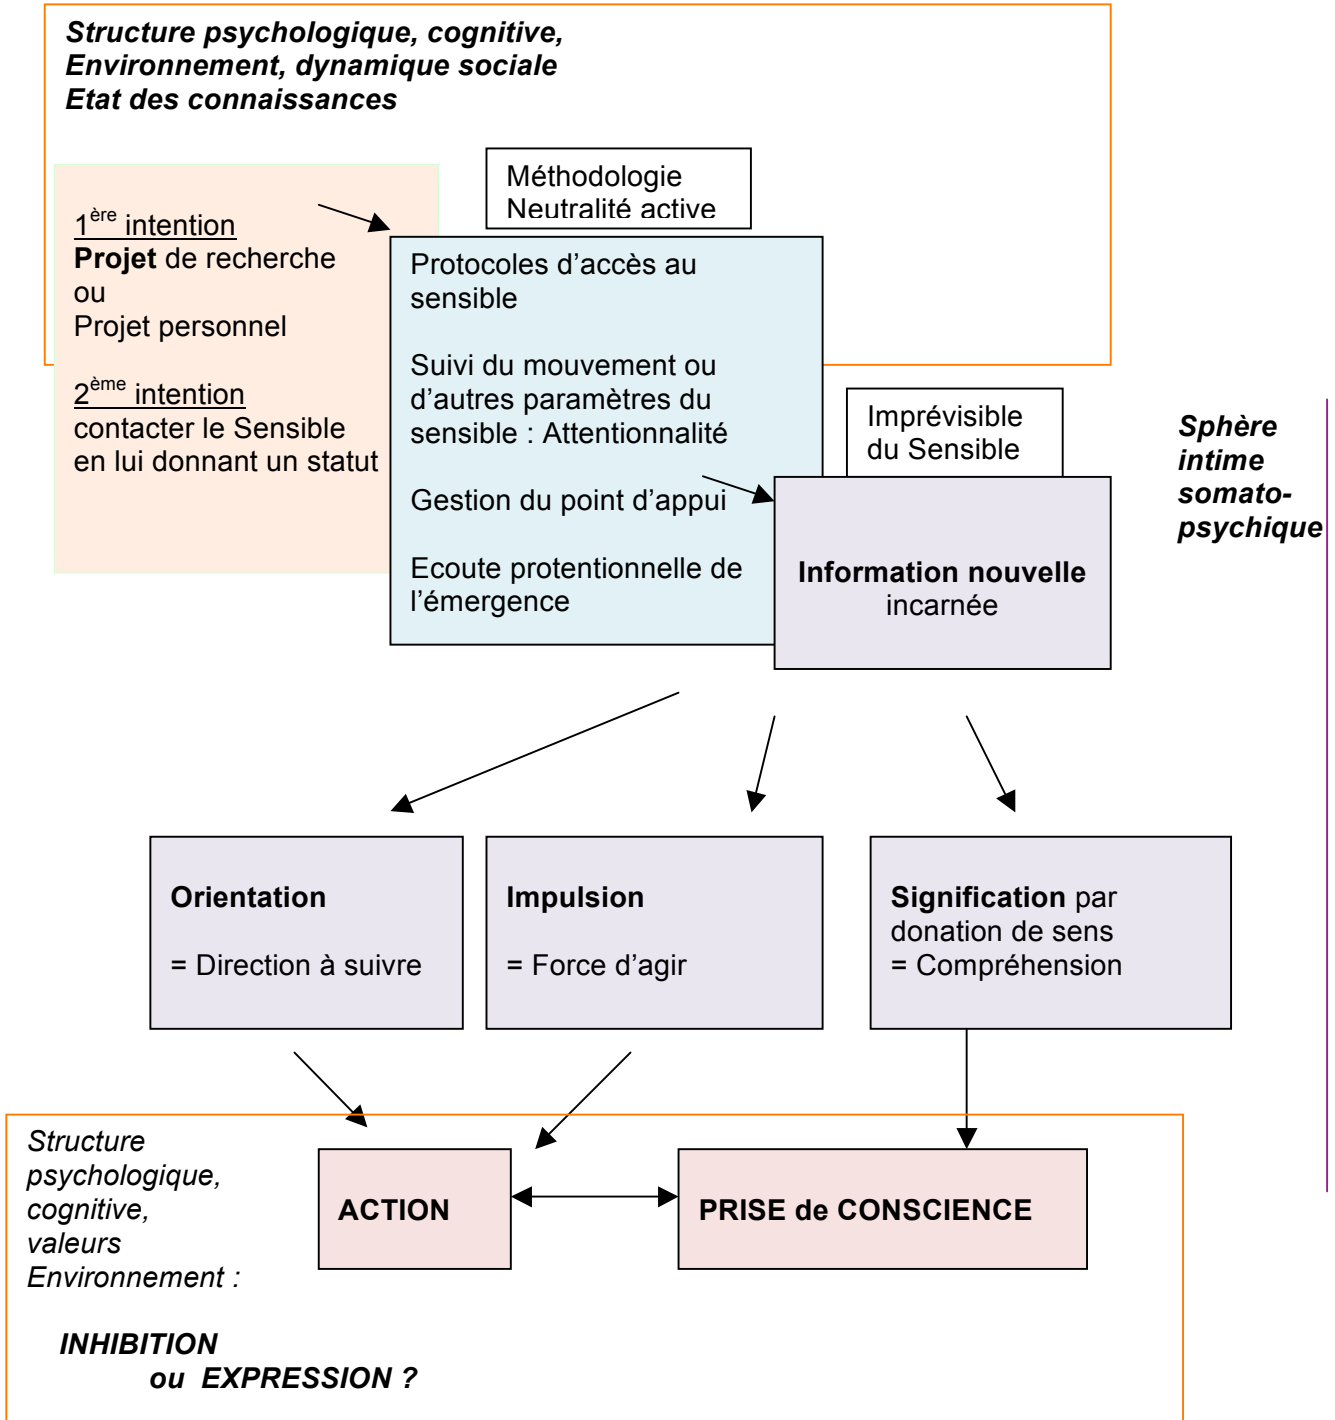 Structure psychologique, cognitive,
Environnement, dynamique sociale
Etat des connaissances
Méthodologie
Neutralité active
1ère intention
Projet de recherche
ou
Projet personnel
2ème intention
contacter le Sensible
en lui donnant un statut
Protocoles d’accès au
sensible
Suivi du mouvement ou
d’autres paramètres du
sensible : Attentionnalité
Gestion du point d’appui
Ecoute protentionnelle de
l’émergence
Imprévisible
du Sensible
Information nouvelle
incarnée
Sphère
intime
somato-
psychique
Orientation
= Direction à suivre
Impulsion
= Force d’agir
Signification par
donation de sens
= Compréhension
Structure
psychologique,
cognitive,
valeurs
Environnement :
ACTION
PRISE de CONSCIENCE
INHIBITION
ou EXPRESSION ?